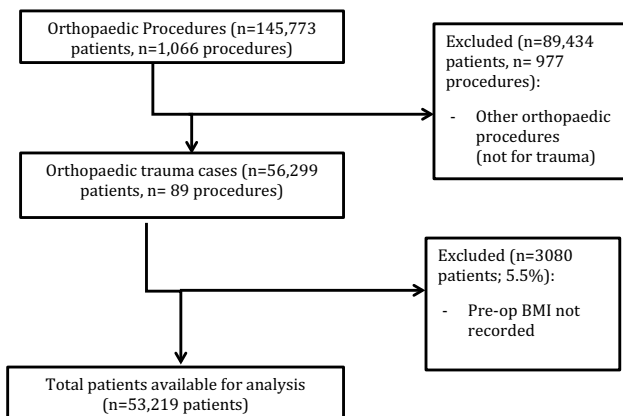 Orthopaedic Procedures (n=145,773
patients, n=1,066 procedures)
Excluded (n=89,434
patients, n= 977
procedures):
- Other orthopaedic
procedures
(not for trauma)
Orthopaedic trauma cases (n=56,299
patients, n= 89 procedures)
Excluded (n=3080
patients; 5.5%):
- Pre-op BMI not
recorded
Total patients available for analysis
(n=53,219 patients)